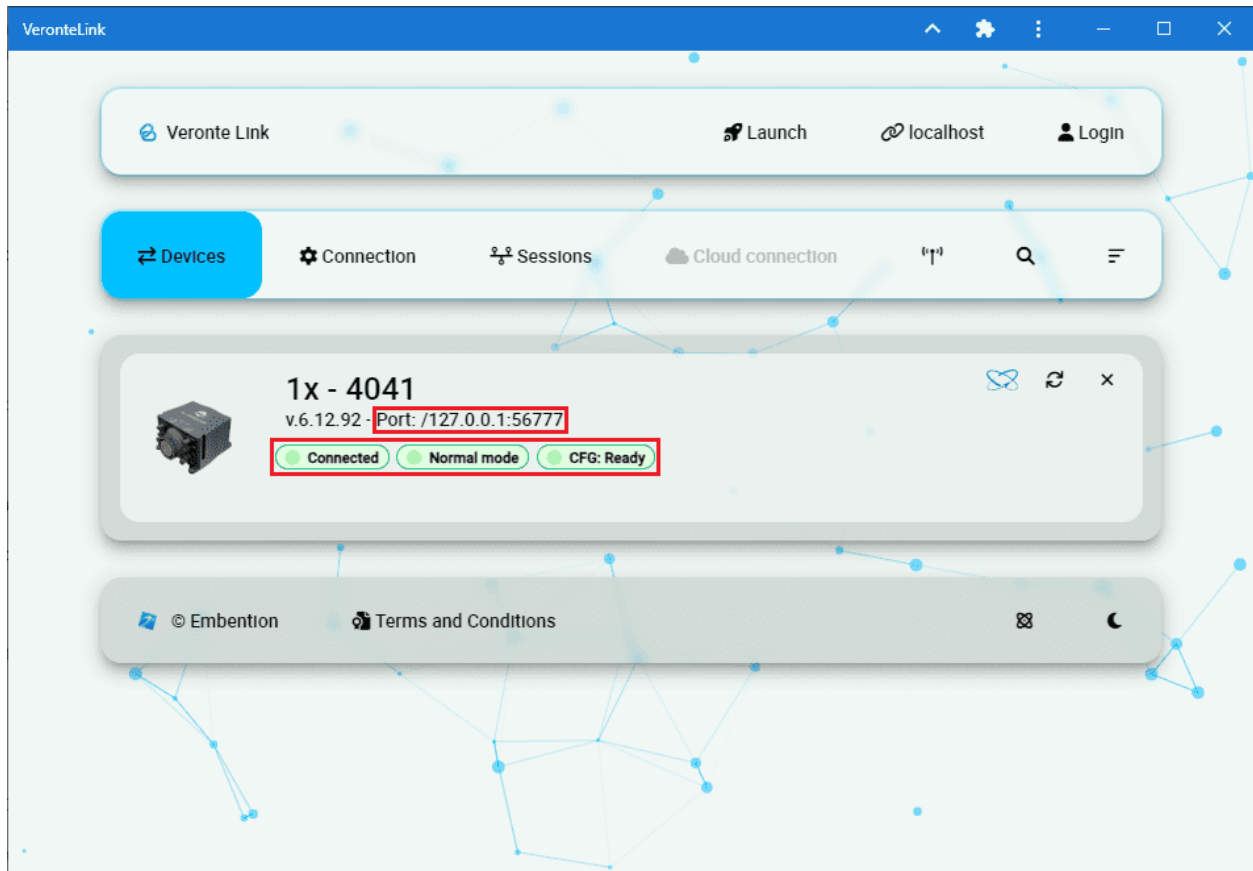 VeronteLink
Veronte Link Launch localhost Login
Devices Connection Sessions Cloud connection
1x - 4041
v.6.12.92 - Port: /127.0.0.1:56777
Connected Normal mode CFG: Ready
© Embention Terms and Conditions